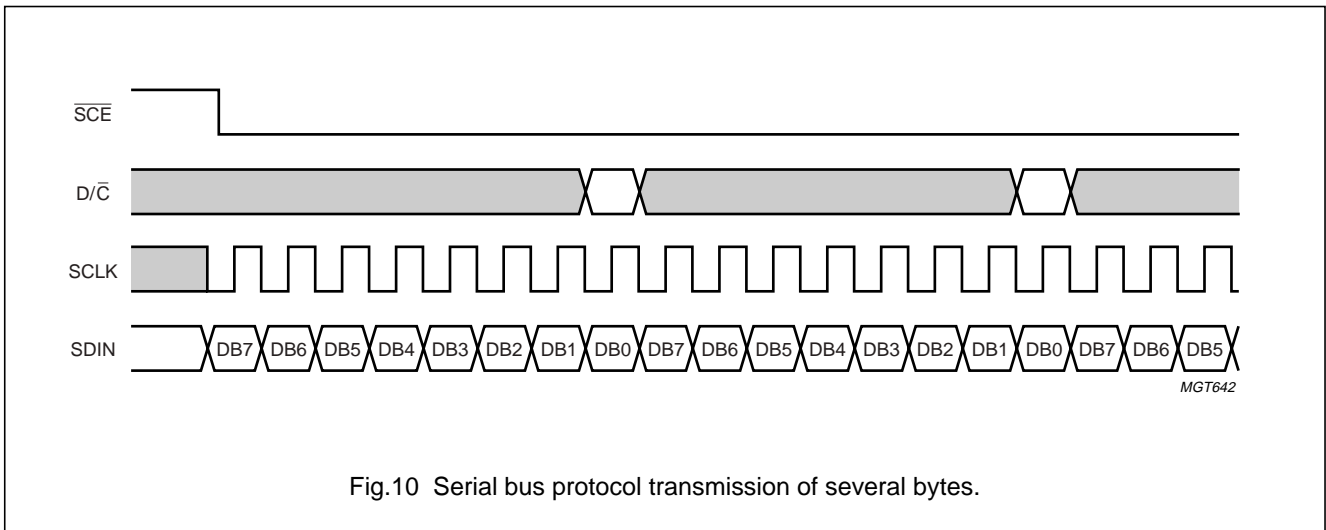 S̅C̅E̅
D/C̅
SCLK
SDIN DB7 DB6 DB5 DB4 DB3 DB2 DB1 DB0 DB7 DB6 DB5 DB4 DB3 DB2 DB1 DB0 DB7 DB6 DB5
MGT642
Fig.10 Serial bus protocol transmission of several bytes.